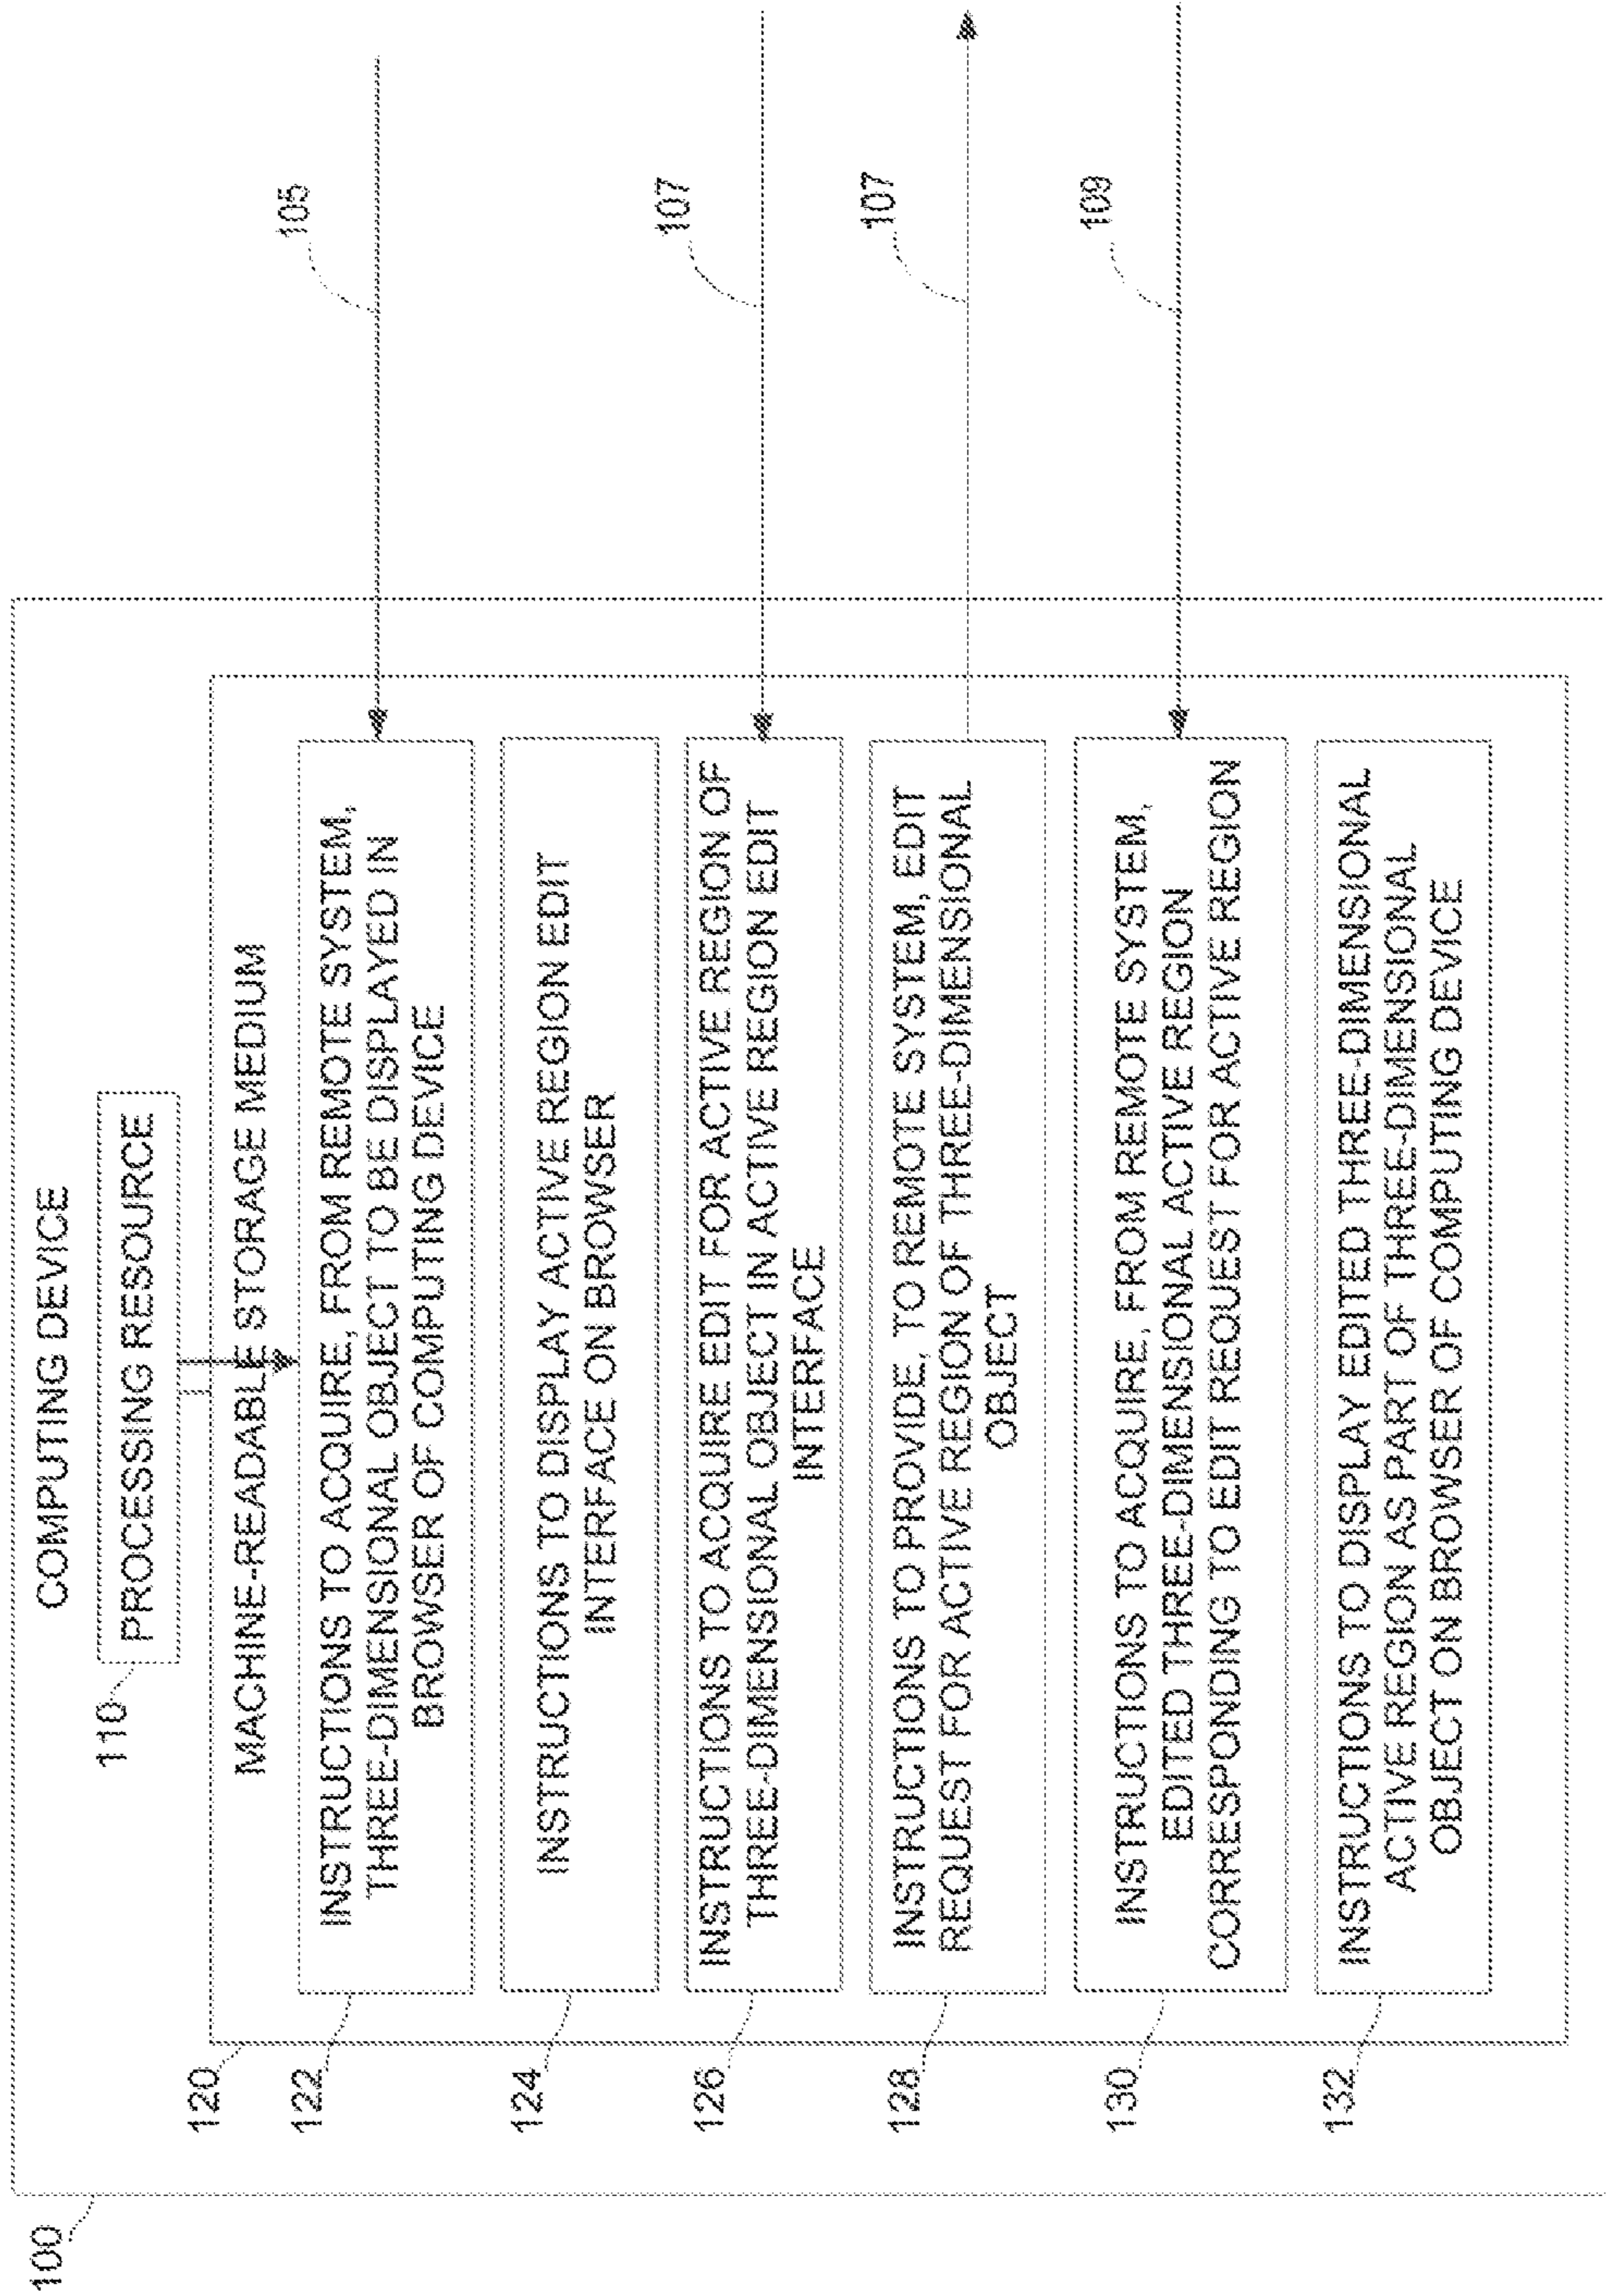 100
COMPUTING DEVICE
110
PROCESSING RESOURCE
120
MACHINE-READABLE STORAGE MEDIUM
122
INSTRUCTIONS TO ACQUIRE, FROM REMOTE SYSTEM,
THREE-DIMENSIONAL OBJECT TO BE DISPLAYED IN
BROWSER OF COMPUTING DEVICE
105
124
INSTRUCTIONS TO DISPLAY ACTIVE REGION EDIT
INTERFACE ON BROWSER
126
INSTRUCTIONS TO ACQUIRE EDIT FOR ACTIVE REGION OF
THREE-DIMENSIONAL OBJECT IN ACTIVE REGION EDIT
INTERFACE
107
128
INSTRUCTIONS TO PROVIDE, TO REMOTE SYSTEM, EDIT
REQUEST FOR ACTIVE REGION OF THREE-DIMENSIONAL
OBJECT
107
130
INSTRUCTIONS TO ACQUIRE, FROM REMOTE SYSTEM,
EDITED THREE-DIMENSIONAL ACTIVE REGION
CORRESPONDING TO EDIT REQUEST FOR ACTIVE REGION
109
132
INSTRUCTIONS TO DISPLAY EDITED THREE-DIMENSIONAL
ACTIVE REGION AS PART OF THREE-DIMENSIONAL
OBJECT ON BROWSER OF COMPUTING DEVICE